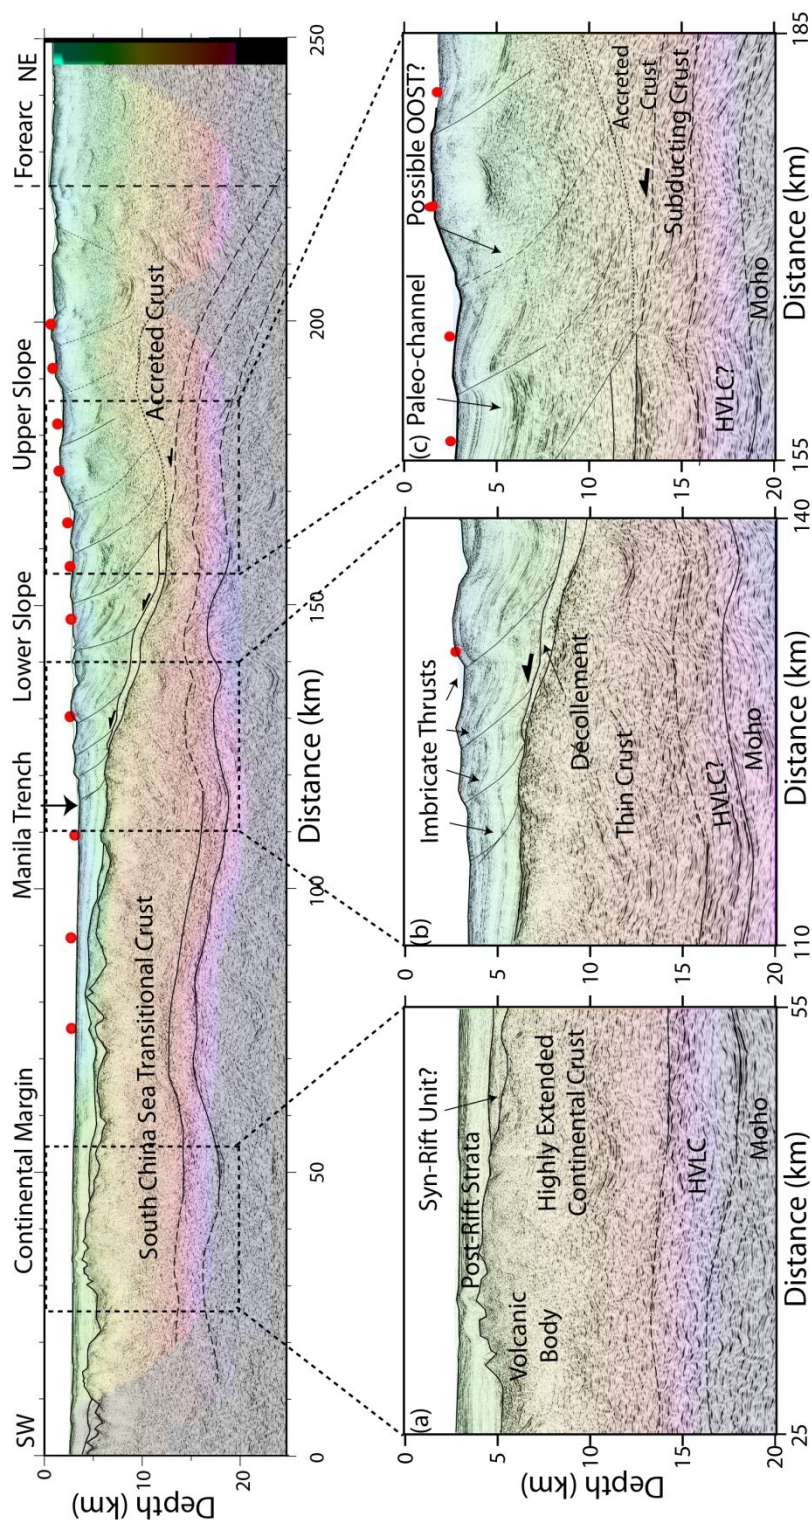 SW
Continental Margin
Manila Trench
Lower Slope
Upper Slope
Forearc
NE
Depth (km)
0
10
20
South China Sea Transitional Crust
Accreted Crust
0
50
100
150
200
250
Distance (km)
(a)
Depth (km)
0
5
10
15
20
Syn-Rift Unit?
Post-Rift Strata
Volcanic
Body
Highly Extended
Continental Crust
HVLC
Moho
25
55
Distance (km)
(b)
0
5
10
15
20
Imbricate Thrusts
Décollement
Thin Crust
HVLC?
Moho
110
140
Distance (km)
(c)
0
5
10
15
20
Paleo-channel
Possible OOST?
Accreted
Crust
Subducting Crust
HVLC?
Moho
155
185
Distance (km)